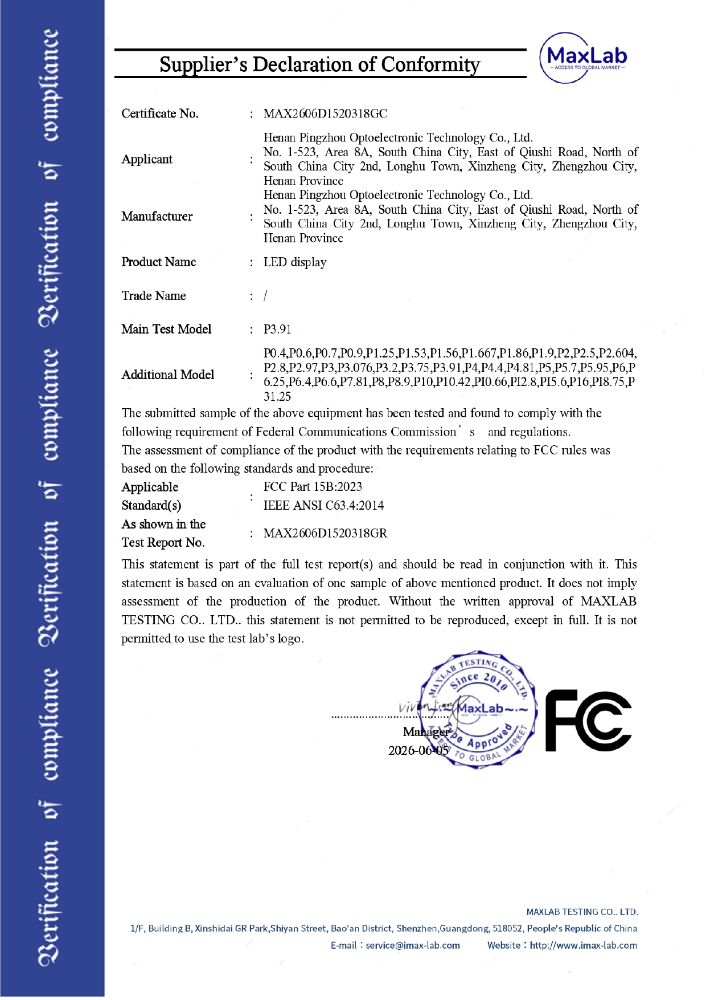 Supplier’s Declaration of Conformity
MaxLab
ACCESS TO GLOBAL MARKET
Certificate No. : MAX2606D1520318GC
Applicant :
Henan Pingzhou Optoelectronic Technology Co., Ltd.
No. 1-523, Area 8A, South China City, East of Qiushi Road, North of
South China City 2nd, Longhu Town, Xinzheng City, Zhengzhou City,
Henan Province
Manufacturer :
Henan Pingzhou Optoelectronic Technology Co., Ltd.
No. 1-523, Area 8A, South China City, East of Qiushi Road, North of
South China City 2nd, Longhu Town, Xinzheng City, Zhengzhou City,
Henan Province
Product Name : LED display
Trade Name : /
Main Test Model : P3.91
Additional Model :
P0.4,P0.6,P0.7,P0.9,P1.25,P1.53,P1.56,P1.667,P1.86,P1.9,P2,P2.5,P2.604,
P2.8,P2.97,P3,P3.076,P3.2,P3.75,P3.91,P4,P4.4,P4.81,P5,P5.7,P5.95,P6,P
6.25,P6.4,P6.6,P7.81,P8,P8.9,P10,P10.42,PI0.66,PI2.8,PI5.6,P16,PI8.75,P
31.25
The submitted sample of the above equipment has been tested and found to comply with the
following requirement of Federal Communications Commission’ s and regulations.
The assessment of compliance of the product with the requirements relating to FCC rules was
based on the following standards and procedure:
Applicable
Standard(s) :
FCC Part 15B:2023
IEEE ANSI C63.4:2014
As shown in the
Test Report No. : MAX2606D1520318GR
This statement is part of the full test report(s) and should be read in conjunction with it. This
statement is based on an evaluation of one sample of above mentioned product. It does not imply
assessment of the production of the product. Without the written approval of MAXLAB
TESTING CO.. LTD.. this statement is not permitted to be reproduced, except in full. It is not
permitted to use the test lab’s logo.
MAXLAB TESTING CO., LTD.
Since 2010
MaxLab
Type Approved
ACCESS TO GLOBAL MARKET
FC
Manager
2026-06-05
MAXLAB TESTING CO.. LTD.
1/F, Building B, Xinshidai GR Park,Shiyan Street, Bao'an District, Shenzhen,Guangdong, 518052, People's Republic of China
E-mail：service@imax-lab.com Website：http://www.imax-lab.com
Verification of compliance Verification of compliance Verification of compliance